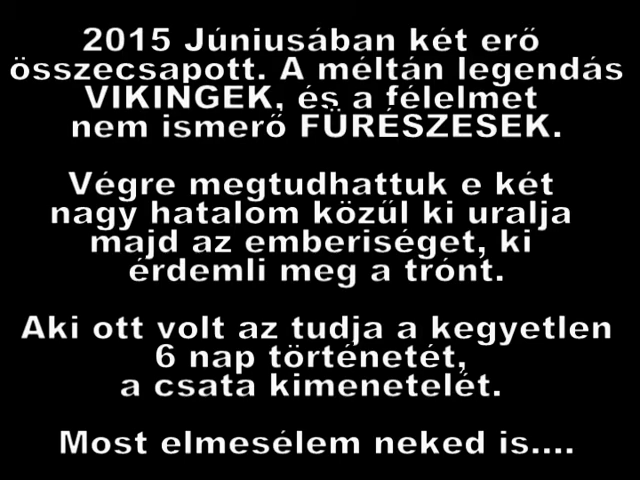 2015 Júniusában két erő
összecsapott. A méltán legendás
VIKINGEK, és a félelmet
nem ismerő FŰRÉSZESEK.
Végre megtudhattuk e két
nagy hatalom közűl ki uralja
majd az emberiséget, ki
érdemli meg a trónt.
Aki ott volt az tudja a kegyetlen
6 nap történetét,
a csata kimenetelét.
Most elmesélem neked is....